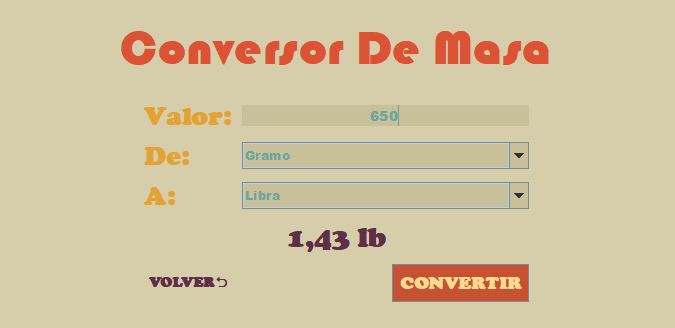 Conversor De Masa
Valor: 650
De: Gramo
A: Libra
1,43 lb
VOLVER⮌ CONVERTIR